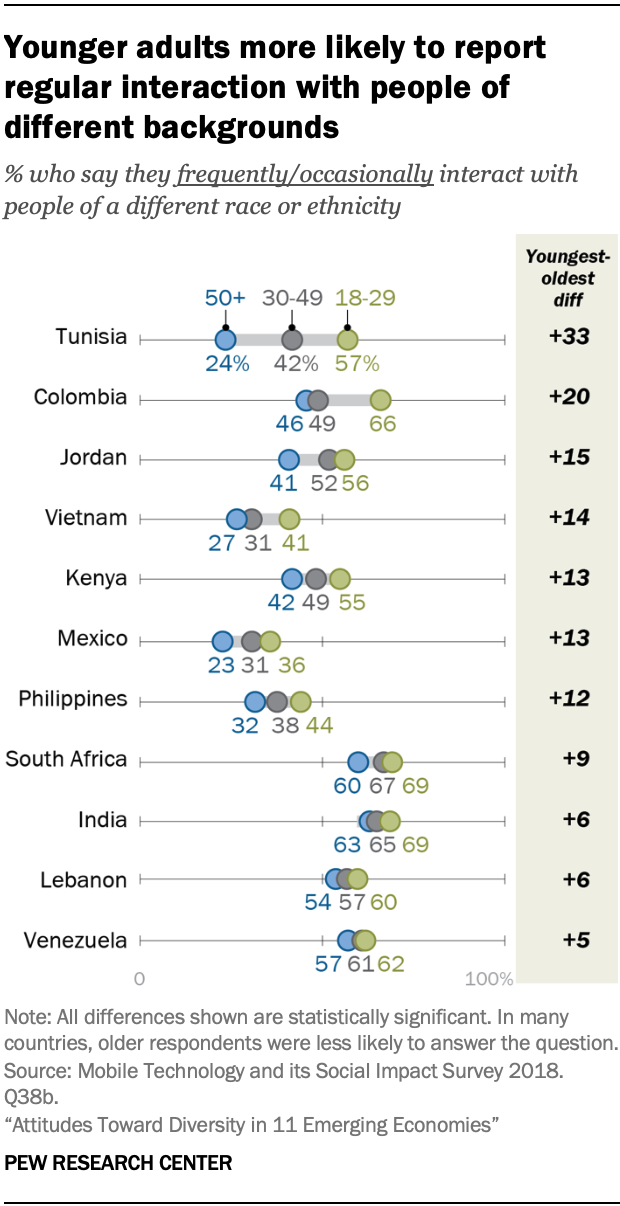 Younger adults more likely to report
regular interaction with people of
different backgrounds
% who say they frequently/occasionally interact with
people of a different race or ethnicity
Youngest-
oldest
diff
50+ 30-49 18-29
Tunisia +33
24% 42% 57%
Colombia +20
46 49 66
Jordan +15
41 52 56
Vietnam +14
27 31 41
Kenya +13
42 49 55
Mexico +13
23 31 36
Philippines +12
32 38 44
South Africa +9
60 67 69
India +6
63 65 69
Lebanon +6
54 57 60
Venezuela +5
57 61 62
0 100%
Note: All differences shown are statistically significant. In many
countries, older respondents were less likely to answer the question.
Source: Mobile Technology and its Social Impact Survey 2018.
Q38b.
“Attitudes Toward Diversity in 11 Emerging Economies”
PEW RESEARCH CENTER